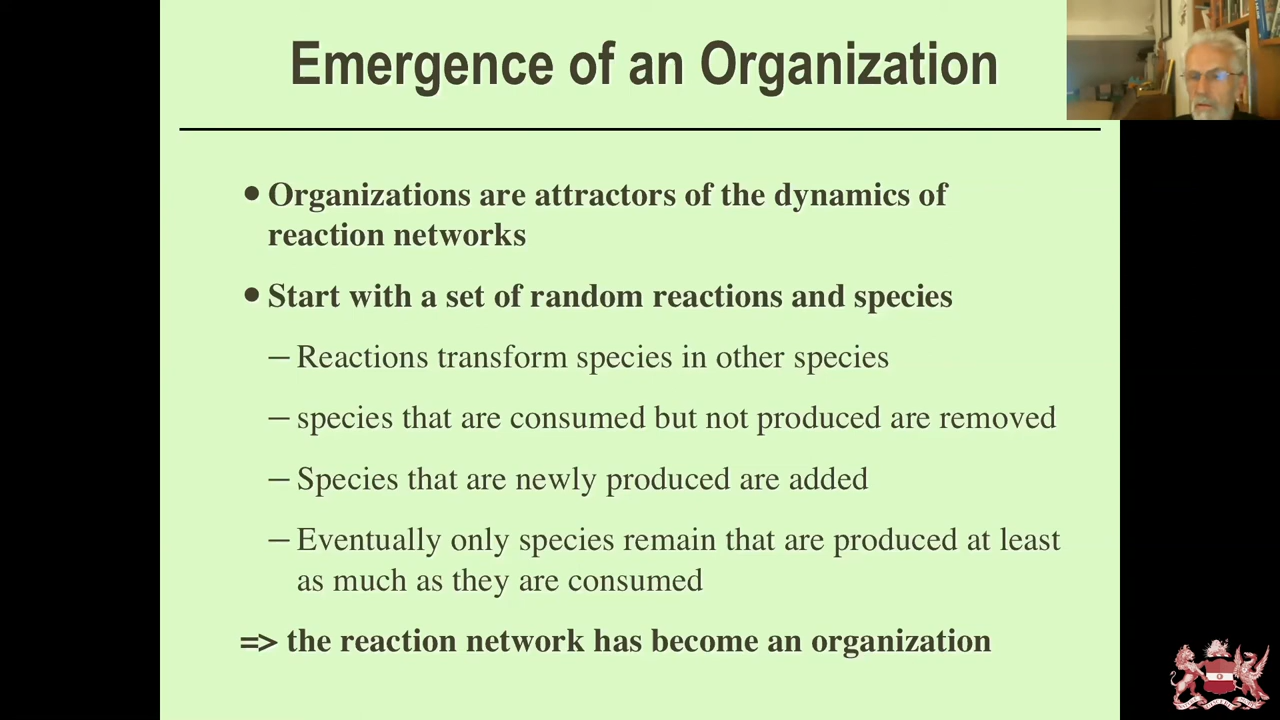 Emergence of an Organization
• Organizations are attractors of the dynamics of
reaction networks
• Start with a set of random reactions and species
– Reactions transform species in other species
– species that are consumed but not produced are removed
– Species that are newly produced are added
– Eventually only species remain that are produced at least
as much as they are consumed
=> the reaction network has become an organization